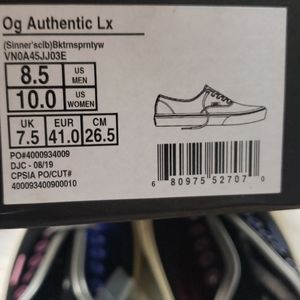 Og Authentic Lx
(Sinner'sclb)Bktrnsprntyw
VN0A45JJ03E
8.5 US MEN
10.0 US WOMEN
UK EUR CM
7.5 41.0 26.5
PO#4000934009
DJC - 08/19
CPSIA PO/CUT#
400093400900010
6 80975 52707 0